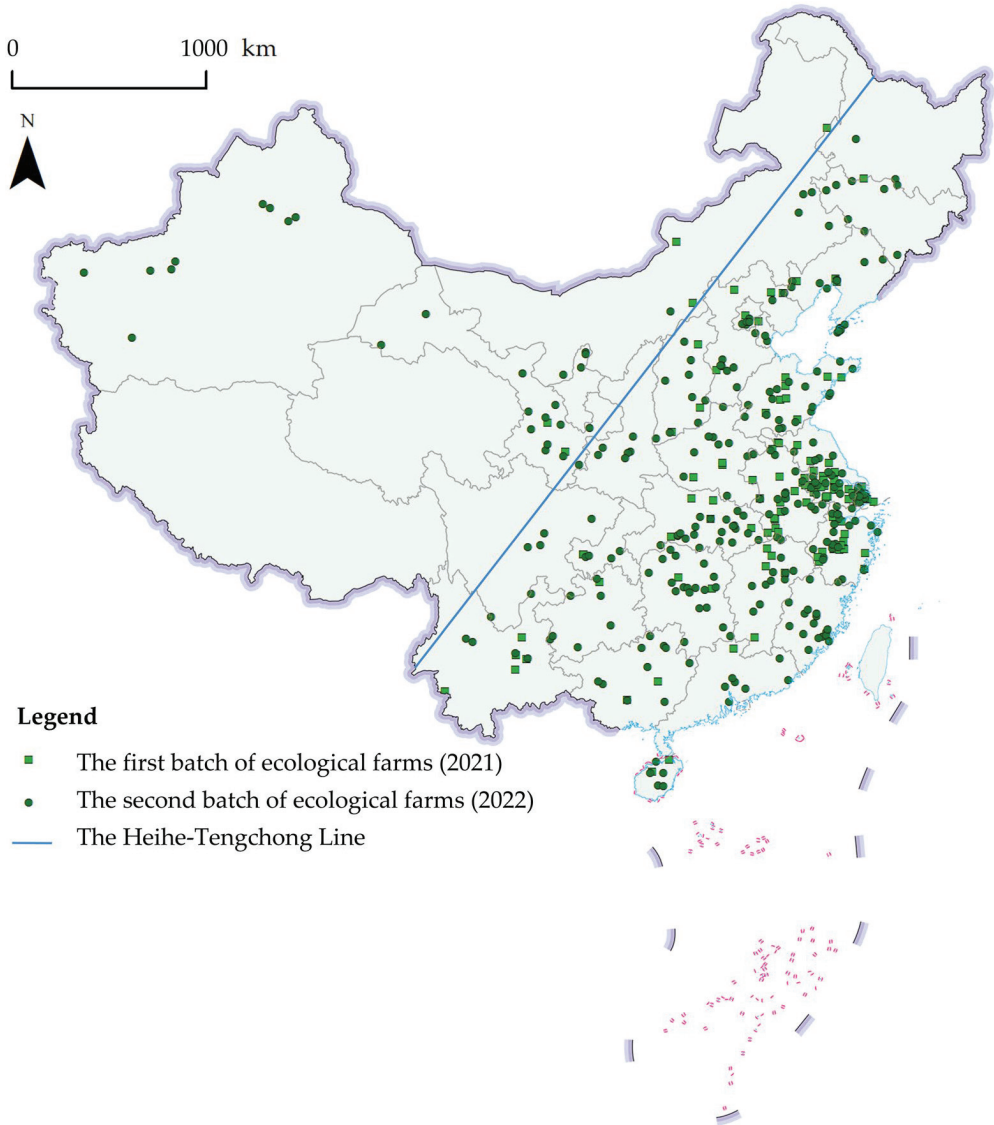 0 1000 km
N
Legend
The first batch of ecological farms (2021)
The second batch of ecological farms (2022)
The Heihe-Tengchong Line